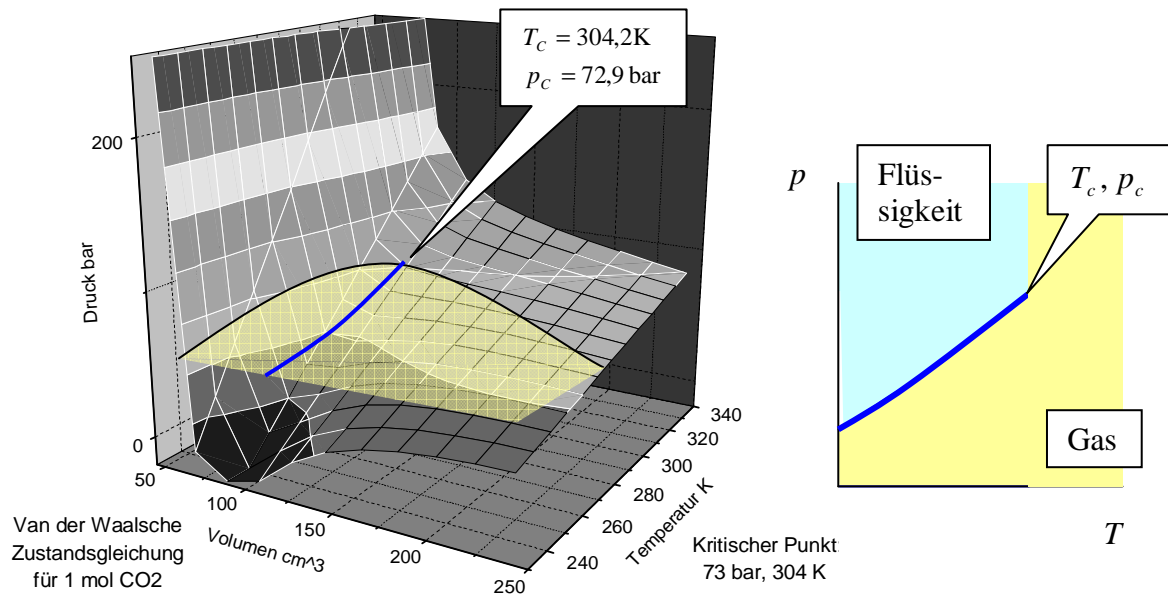 T_C = 304,2K
p_C = 72,9 bar
200
0
Druck bar
50
100
150
200
250
Volumen cm^3
240
260
280
300
320
340
Temperatur K
Van der Waalsche
Zustandsgleichung
für 1 mol CO2
Kritischer Punkt
73 bar, 304 K
p
Flüs-
sigkeit
T_c, p_c
Gas
T